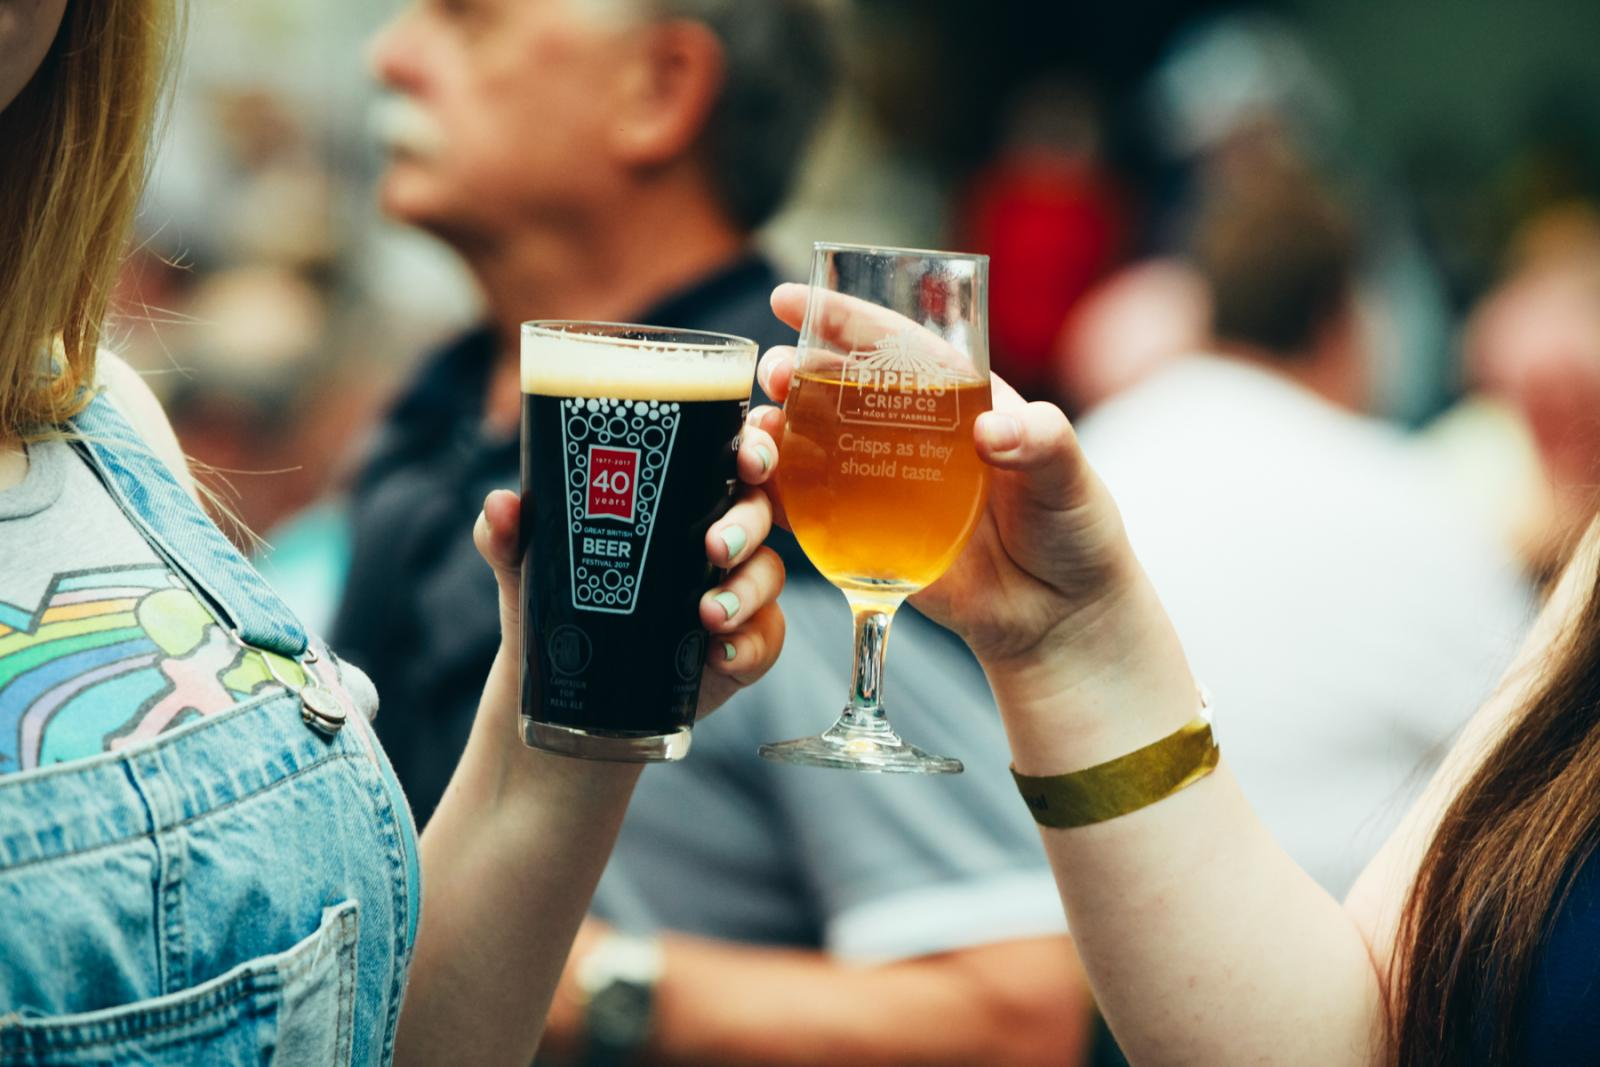 1977-2017
40
years
GREAT BRITISH
BEER
FESTIVAL 2017
CAMPAIGN
FOR
REAL ALE
PIPERS
CRISP Co
MADE BY FARMERS
Crisps as they
should taste.